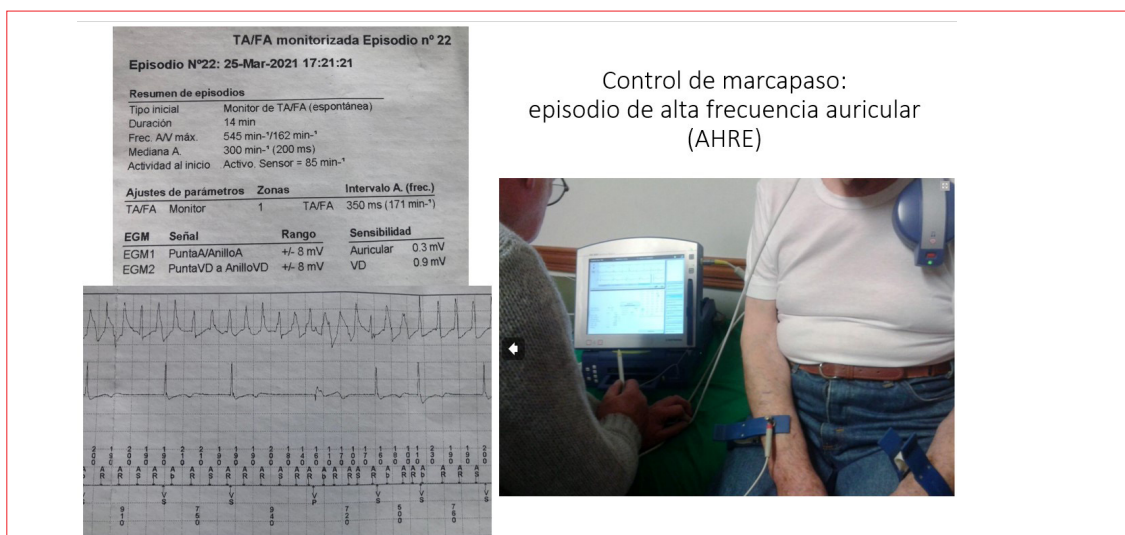 TA/FA monitorizada Episodio nº 22
Episodio Nº22: 25-Mar-2021 17:21:21
Resumen de episodios
Tipo inicial Monitor de TA/FA (espontánea)
Duración 14 min
Frec. A/V máx. 545 min-¹/162 min-¹
Mediana A. 300 min-¹ (200 ms)
Actividad al inicio Activo. Sensor = 85 min-¹
Ajustes de parámetros Zonas Intervalo A. (frec.)
TA/FA Monitor 1 TA/FA 350 ms (171 min-¹)
EGM Señal Rango Sensibilidad
EGM1 PuntaA/AnilloA +/- 8 mV Auricular 0.3 mV
EGM2 PuntaVD a AnilloVD +/- 8 mV VD 0.9 mV
Control de marcapaso:
episodio de alta frecuencia auricular
(AHRE)